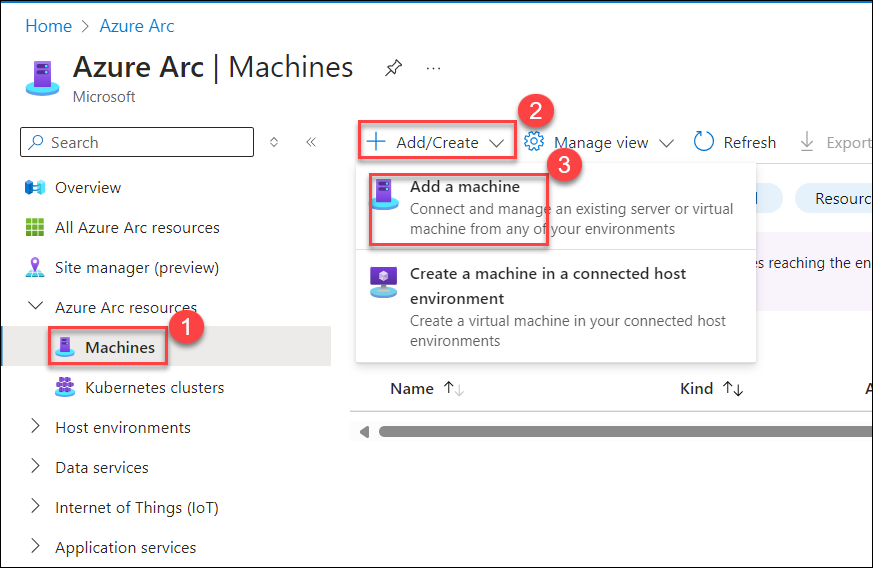 Home > Azure Arc
Azure Arc | Machines
...
Microsoft
Search
«
Add/Create
2
Manage view
Refresh
Export
3
Overview
All Azure Arc resources
Site manager (preview)
Azure Arc resources
1
Machines
Kubernetes clusters
Host environments
Data services
Internet of Things (IoT)
Application services
Add a machine
Connect and manage an existing server or virtual
machine from any of your environments
Create a machine in a connected host
environment
Create a virtual machine in your connected host
environments
Resourc
es reaching the en
Name ↑↓
Kind ↑↓